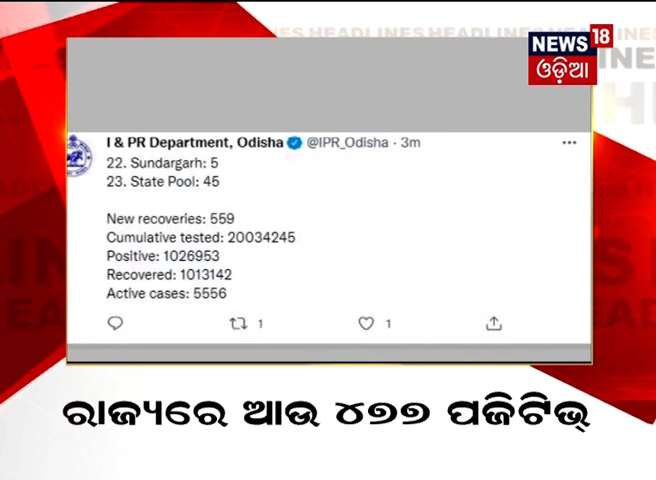 NEWS 18
ଓଡ଼ିଆ
I & PR Department, Odisha @IPR_Odisha · 3m
22. Sundargarh: 5
23. State Pool: 45
New recoveries: 559
Cumulative tested: 20034245
Positive: 1026953
Recovered: 1013142
Active cases: 5556
1 1
ରାଜ୍ୟରେ ଆଉ ୪୭୭ ପଜିଟିଭ୍